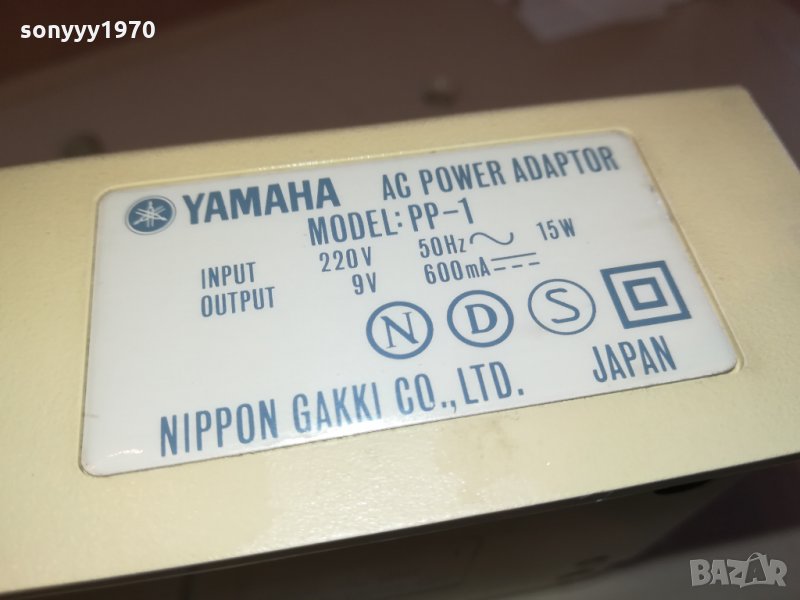 sonyyy1970
YAMAHA AC POWER ADAPTOR
MODEL: PP-1
INPUT 220V 50Hz 15W
OUTPUT 9V 600mA
N D S
NIPPON GAKKI CO., LTD. JAPAN
BAZAR